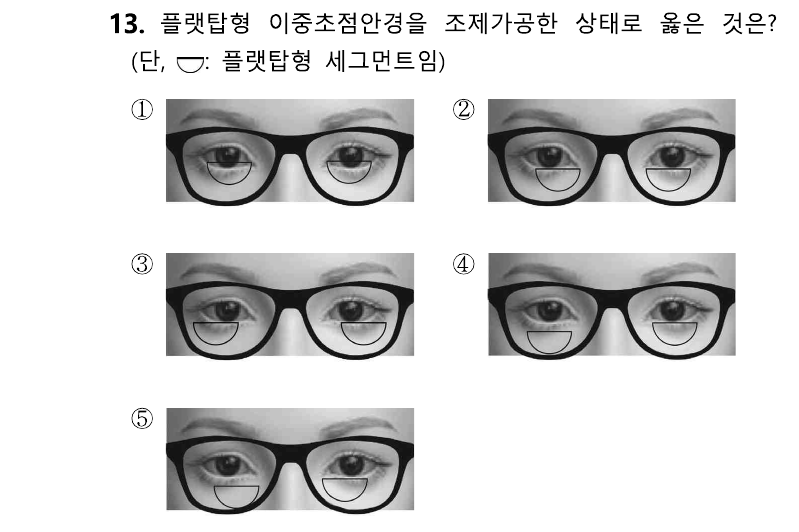 13. 플랫탑형 이중초점안경을 조제가공한 상태로 옳은 것은?
(단, : 플랫탑형 세그먼트임)
① ②
③ ④
⑤